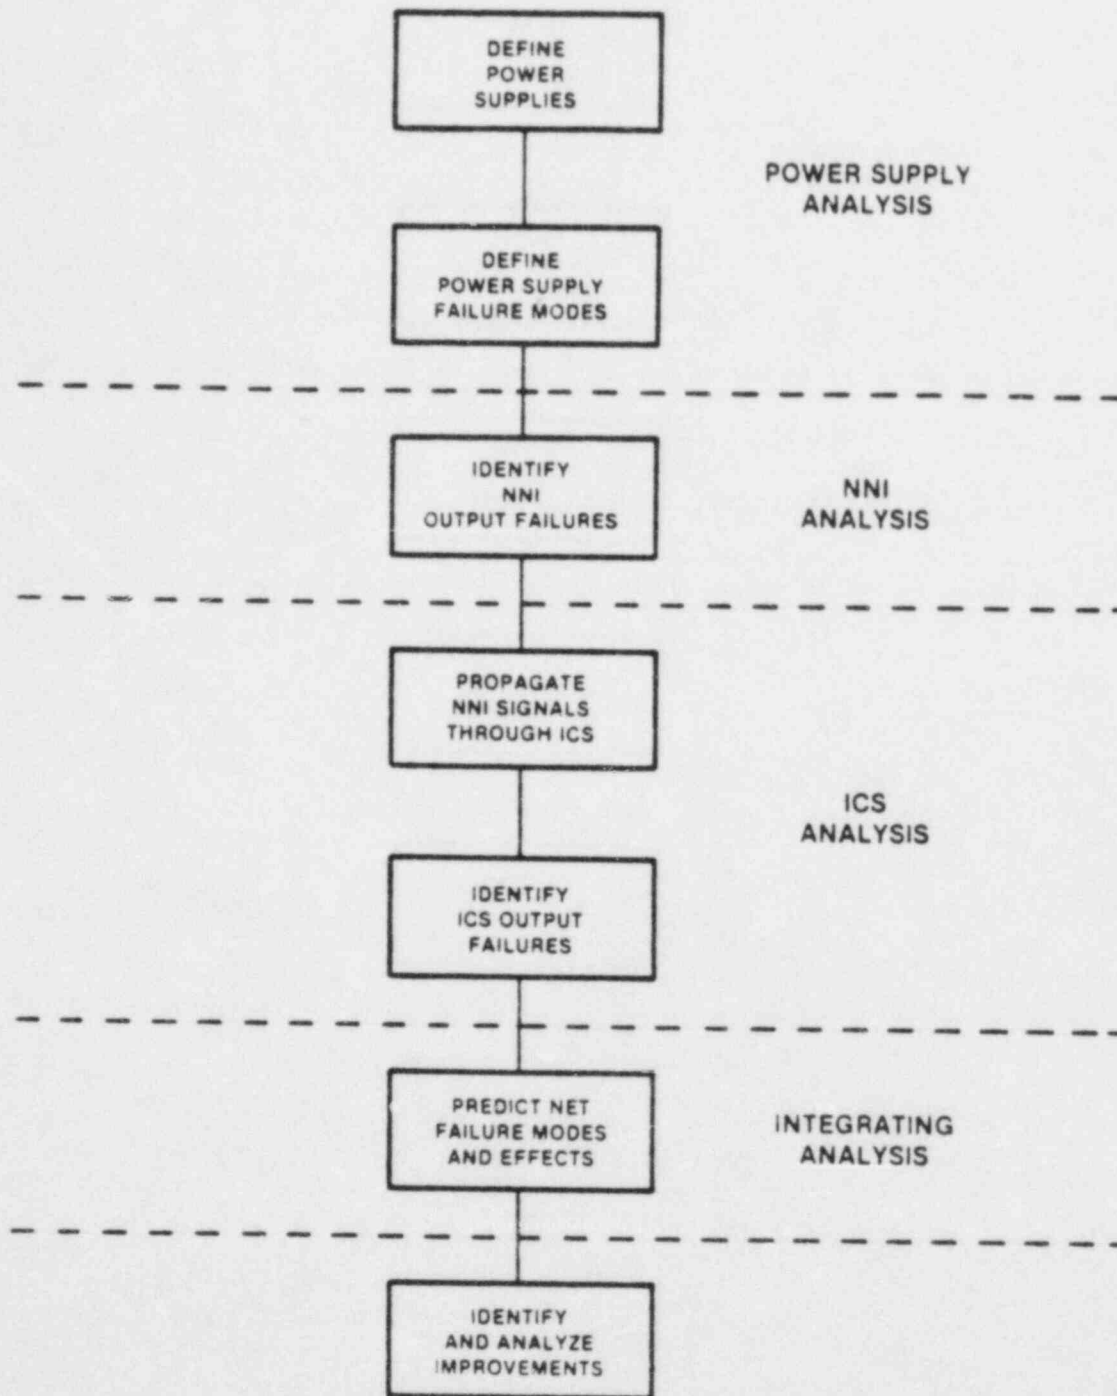 DEFINE
POWER
SUPPLIES
POWER SUPPLY
ANALYSIS
DEFINE
POWER SUPPLY
FAILURE MODES
IDENTIFY
NNI
OUTPUT FAILURES
NNI
ANALYSIS
PROPAGATE
NNI SIGNALS
THROUGH ICS
ICS
ANALYSIS
IDENTIFY
ICS OUTPUT
FAILURES
PREDICT NET
FAILURE MODES
AND EFFECTS
INTEGRATING
ANALYSIS
IDENTIFY
AND ANALYZE
IMPROVEMENTS